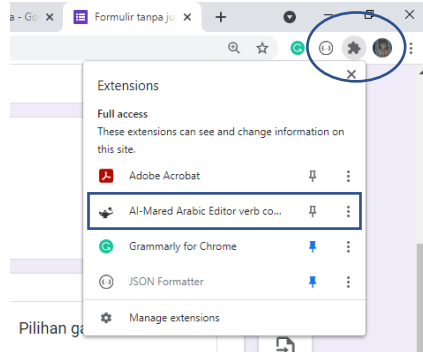 a - Go
Formulir tanpa ju
Extensions
Full access
These extensions can see and change information on
this site.
Adobe Acrobat
Al-Mared Arabic Editor verb co...
Grammarly for Chrome
JSON Formatter
Manage extensions
Pilihan ga